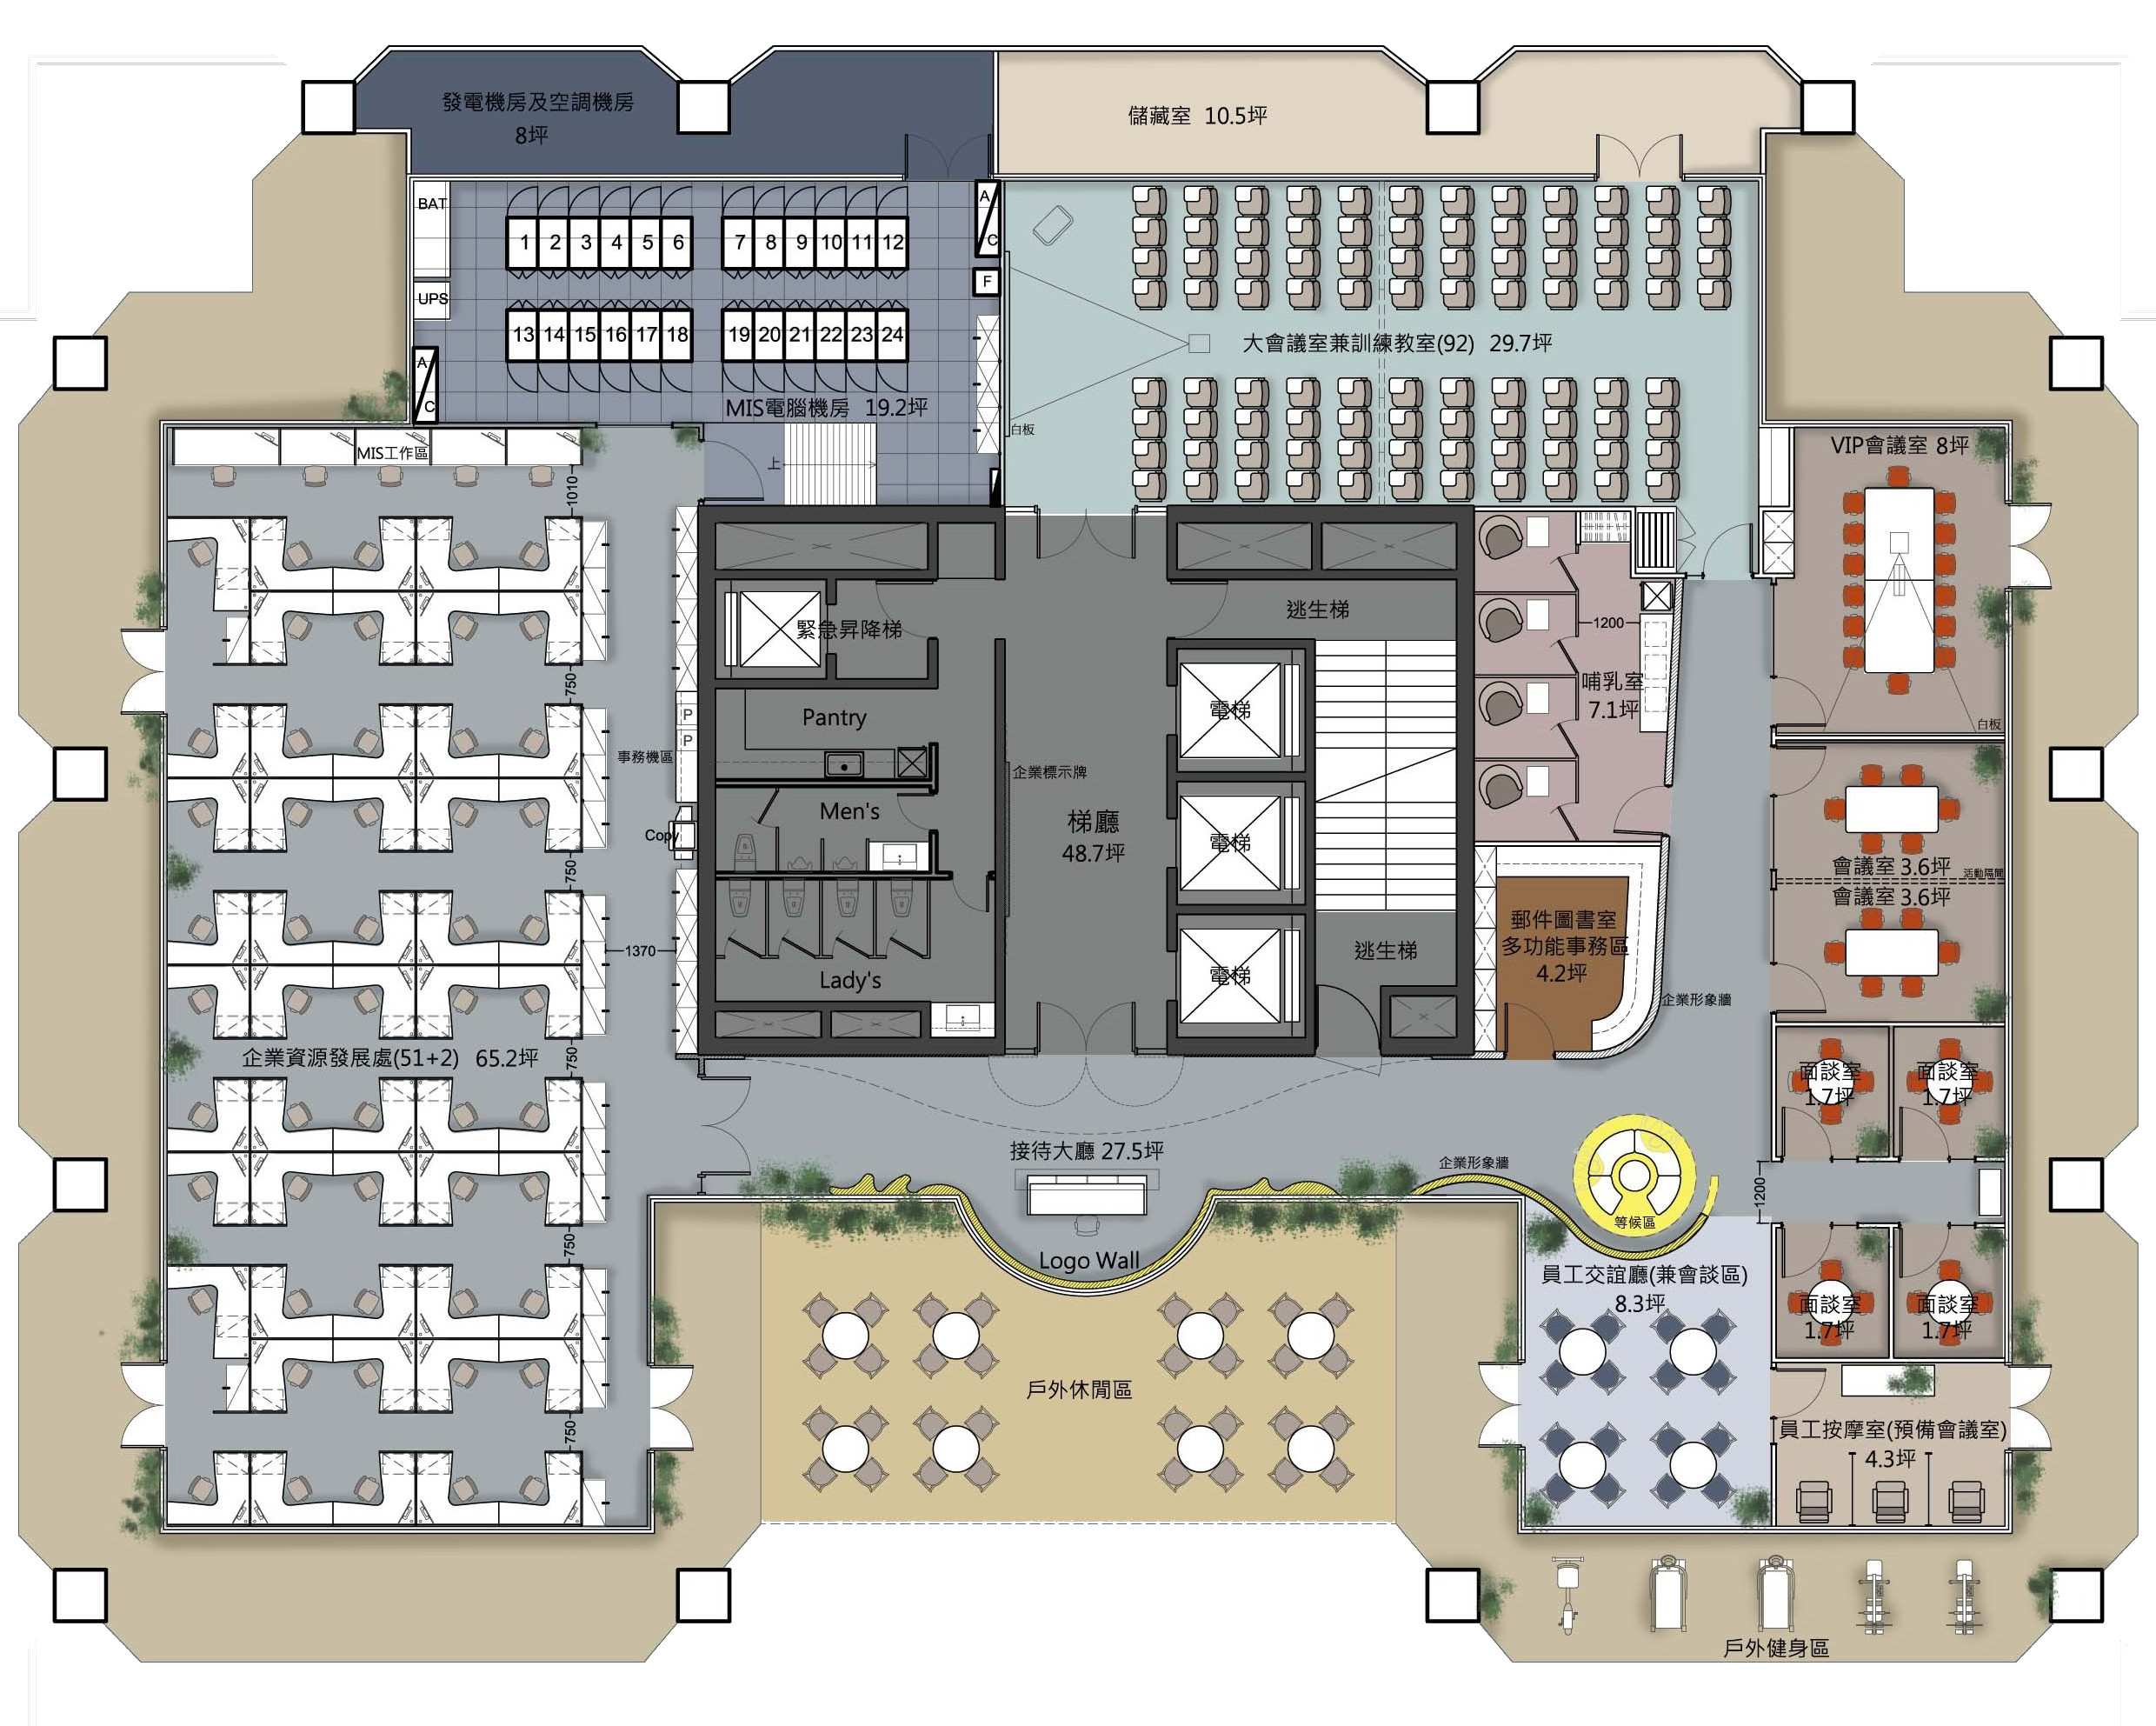 發電機房及空調機房
8坪
儲藏室 10.5坪
BAT
UPS
A
C
1 2 3 4 5 6 7 8 9 10 11 12
13 14 15 16 17 18 19 20 21 22 23 24
A
C
F
MIS電腦機房 19.2坪
上
大會議室兼訓練教室(92) 29.7坪
白板
MIS工作區
1010
VIP會議室 8坪
白板
緊急昇降梯
逃生梯
1200
哺乳室
7.1坪
750
P
P
事務機區
Pantry
電梯
企業標示牌
Copy
Men's
梯廳
48.7坪
電梯
750
會議室 3.6坪
活動隔間
會議室 3.6坪
郵件圖書室
多功能事務區
4.2坪
1370
Lady's
電梯
逃生梯
企業形象牆
企業資源發展處(51+2) 65.2坪
750
面談室
1.7坪
面談室
1.7坪
接待大廳 27.5坪
企業形象牆
1200
等候區
750
Logo Wall
員工交誼廳(兼會談區)
8.3坪
面談室
1.7坪
面談室
1.7坪
戶外休閒區
750
員工按摩室(預備會議室)
4.3坪
戶外健身區